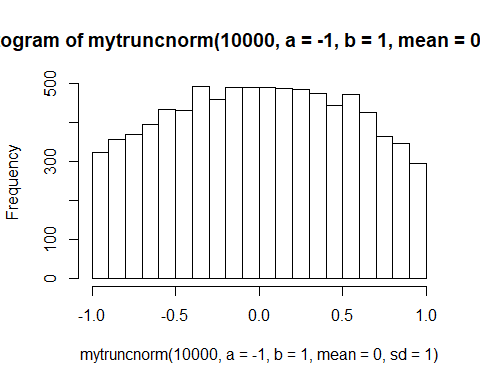 ogram of mytruncnorm(10000, a = -1, b = 1, mean = 0
500
300
100
0
Frequency
-1.0 -0.5 0.0 0.5 1.0
mytruncnorm(10000, a = -1, b = 1, mean = 0, sd = 1)